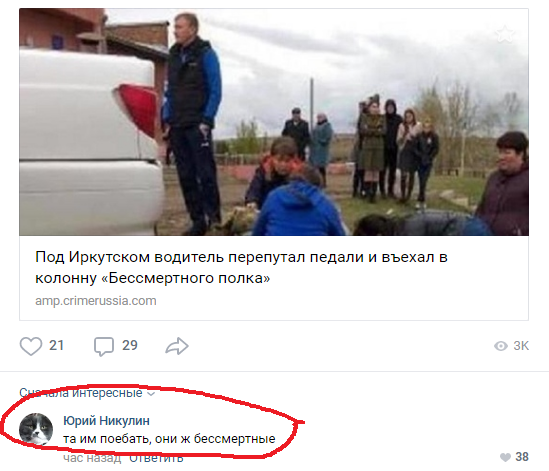 Под Иркутском водитель перепутал педали и въехал в
колонну «Бессмертного полка»
amp.crimerussia.com
21
29
3K
Сначала интересные
Юрий Никулин
та им поебать, они ж бессмертные
час назад Ответить
38